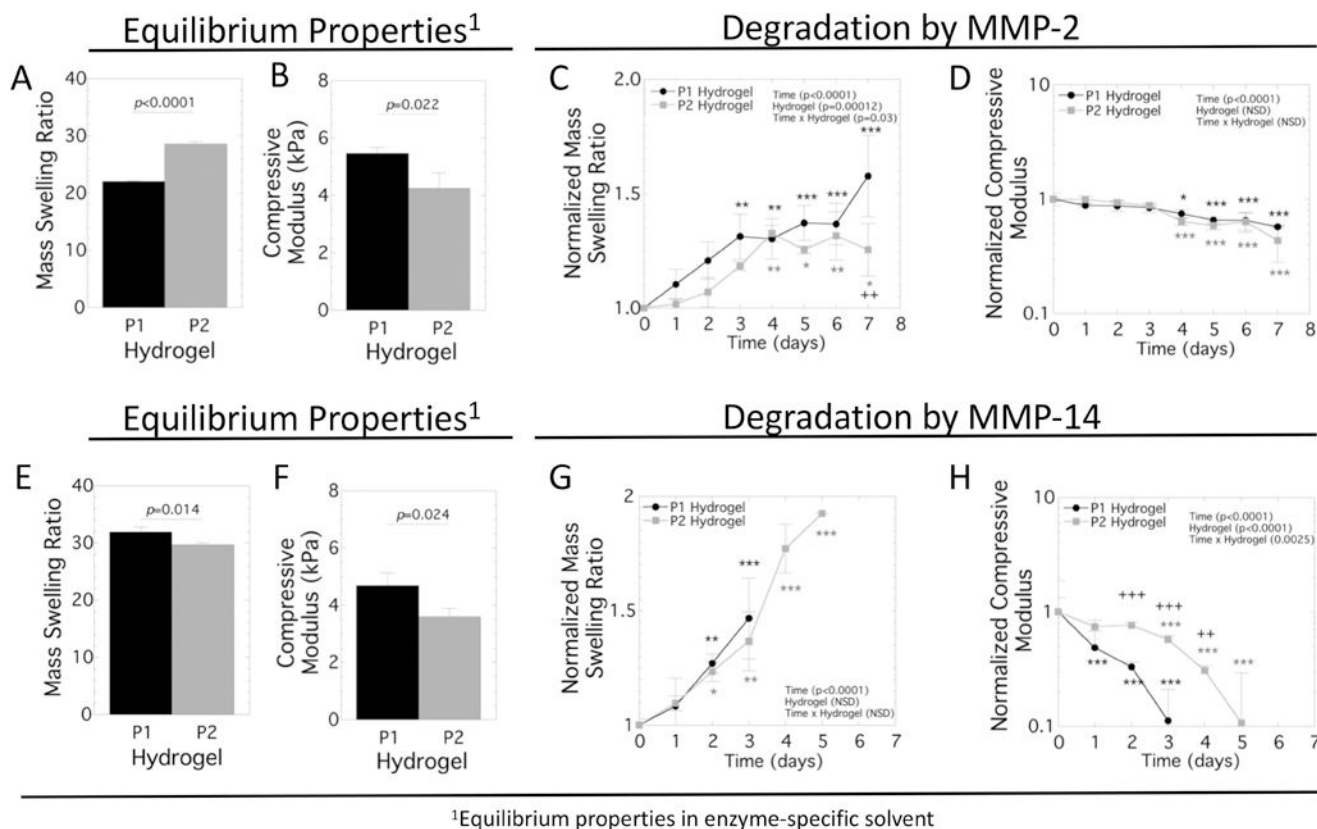 Equilibrium Properties1
Degradation by MMP-2
A
Mass Swelling Ratio
40
30
20
10
0
p<0.0001
P1 P2
Hydrogel
B
Compressive
Modulus (kPa)
8
6
4
2
0
p=0.022
P1 P2
Hydrogel
C
Normalized Mass
Swelling Ratio
2.0
1.5
1.0
P1 Hydrogel
P2 Hydrogel
Time (p<0.0001)
Hydrogel (p=0.00012)
Time x Hydrogel (p=0.03)
** ** *** *** ***
** * ** *
++
0 1 2 3 4 5 6 7 8
Time (days)
D
Normalized Compressive
Modulus
10
1
0.1
P1 Hydrogel
P2 Hydrogel
Time (p<0.0001)
Hydrogel (NSD)
Time x Hydrogel (NSD)
* *** *** ***
*** *** *** ***
0 1 2 3 4 5 6 7 8
Time (days)
Equilibrium Properties1
Degradation by MMP-14
E
Mass Swelling Ratio
40
30
20
10
0
p=0.014
P1 P2
Hydrogel
F
Compressive
Modulus (kPa)
8
6
4
2
0
p=0.024
P1 P2
Hydrogel
G
Normalized Mass
Swelling Ratio
2
1.5
1
P1 Hydrogel
P2 Hydrogel
** ***
* ** *** ***
Time (p<0.0001)
Hydrogel (NSD)
Time x Hydrogel (NSD)
0 1 2 3 4 5 6 7
Time (days)
H
Normalized Compressive
Modulus
10
1
0.1
P1 Hydrogel
P2 Hydrogel
Time (p<0.0001)
Hydrogel (p<0.0001)
Time x Hydrogel (0.0025)
+++ +++ ++
*** *** ***
*** *** ***
0 1 2 3 4 5 6 7
Time (days)
1Equilibrium properties in enzyme-specific solvent